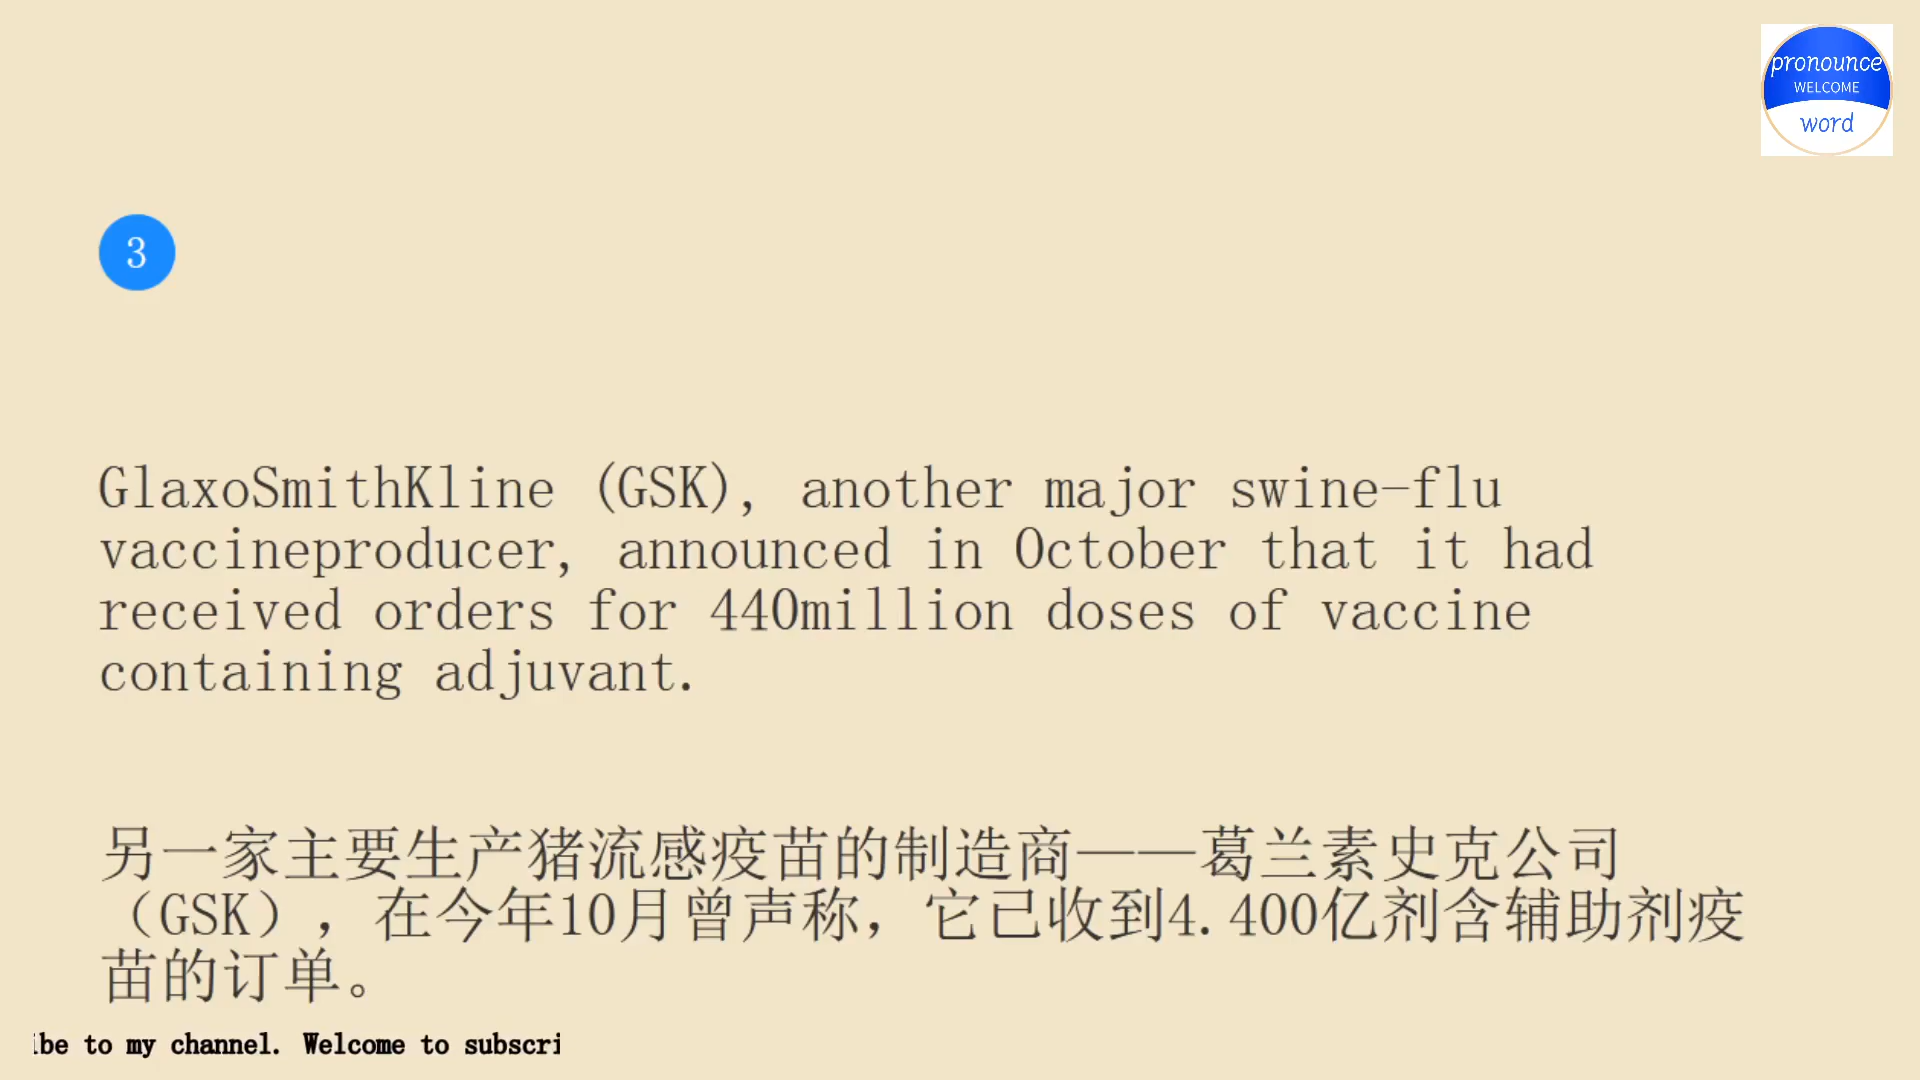 pronounce
WELCOME
word
3
GlaxoSmithKline (GSK), another major swine-flu
vaccineproducer, announced in October that it had
received orders for 440million doses of vaccine
containing adjuvant.
另一家主要生产猪流感疫苗的制造商——葛兰素史克公司
（GSK），在今年10月曾声称，它已收到4.400亿剂含辅助剂疫
苗的订单。
ibe to my channel. Welcome to subscri